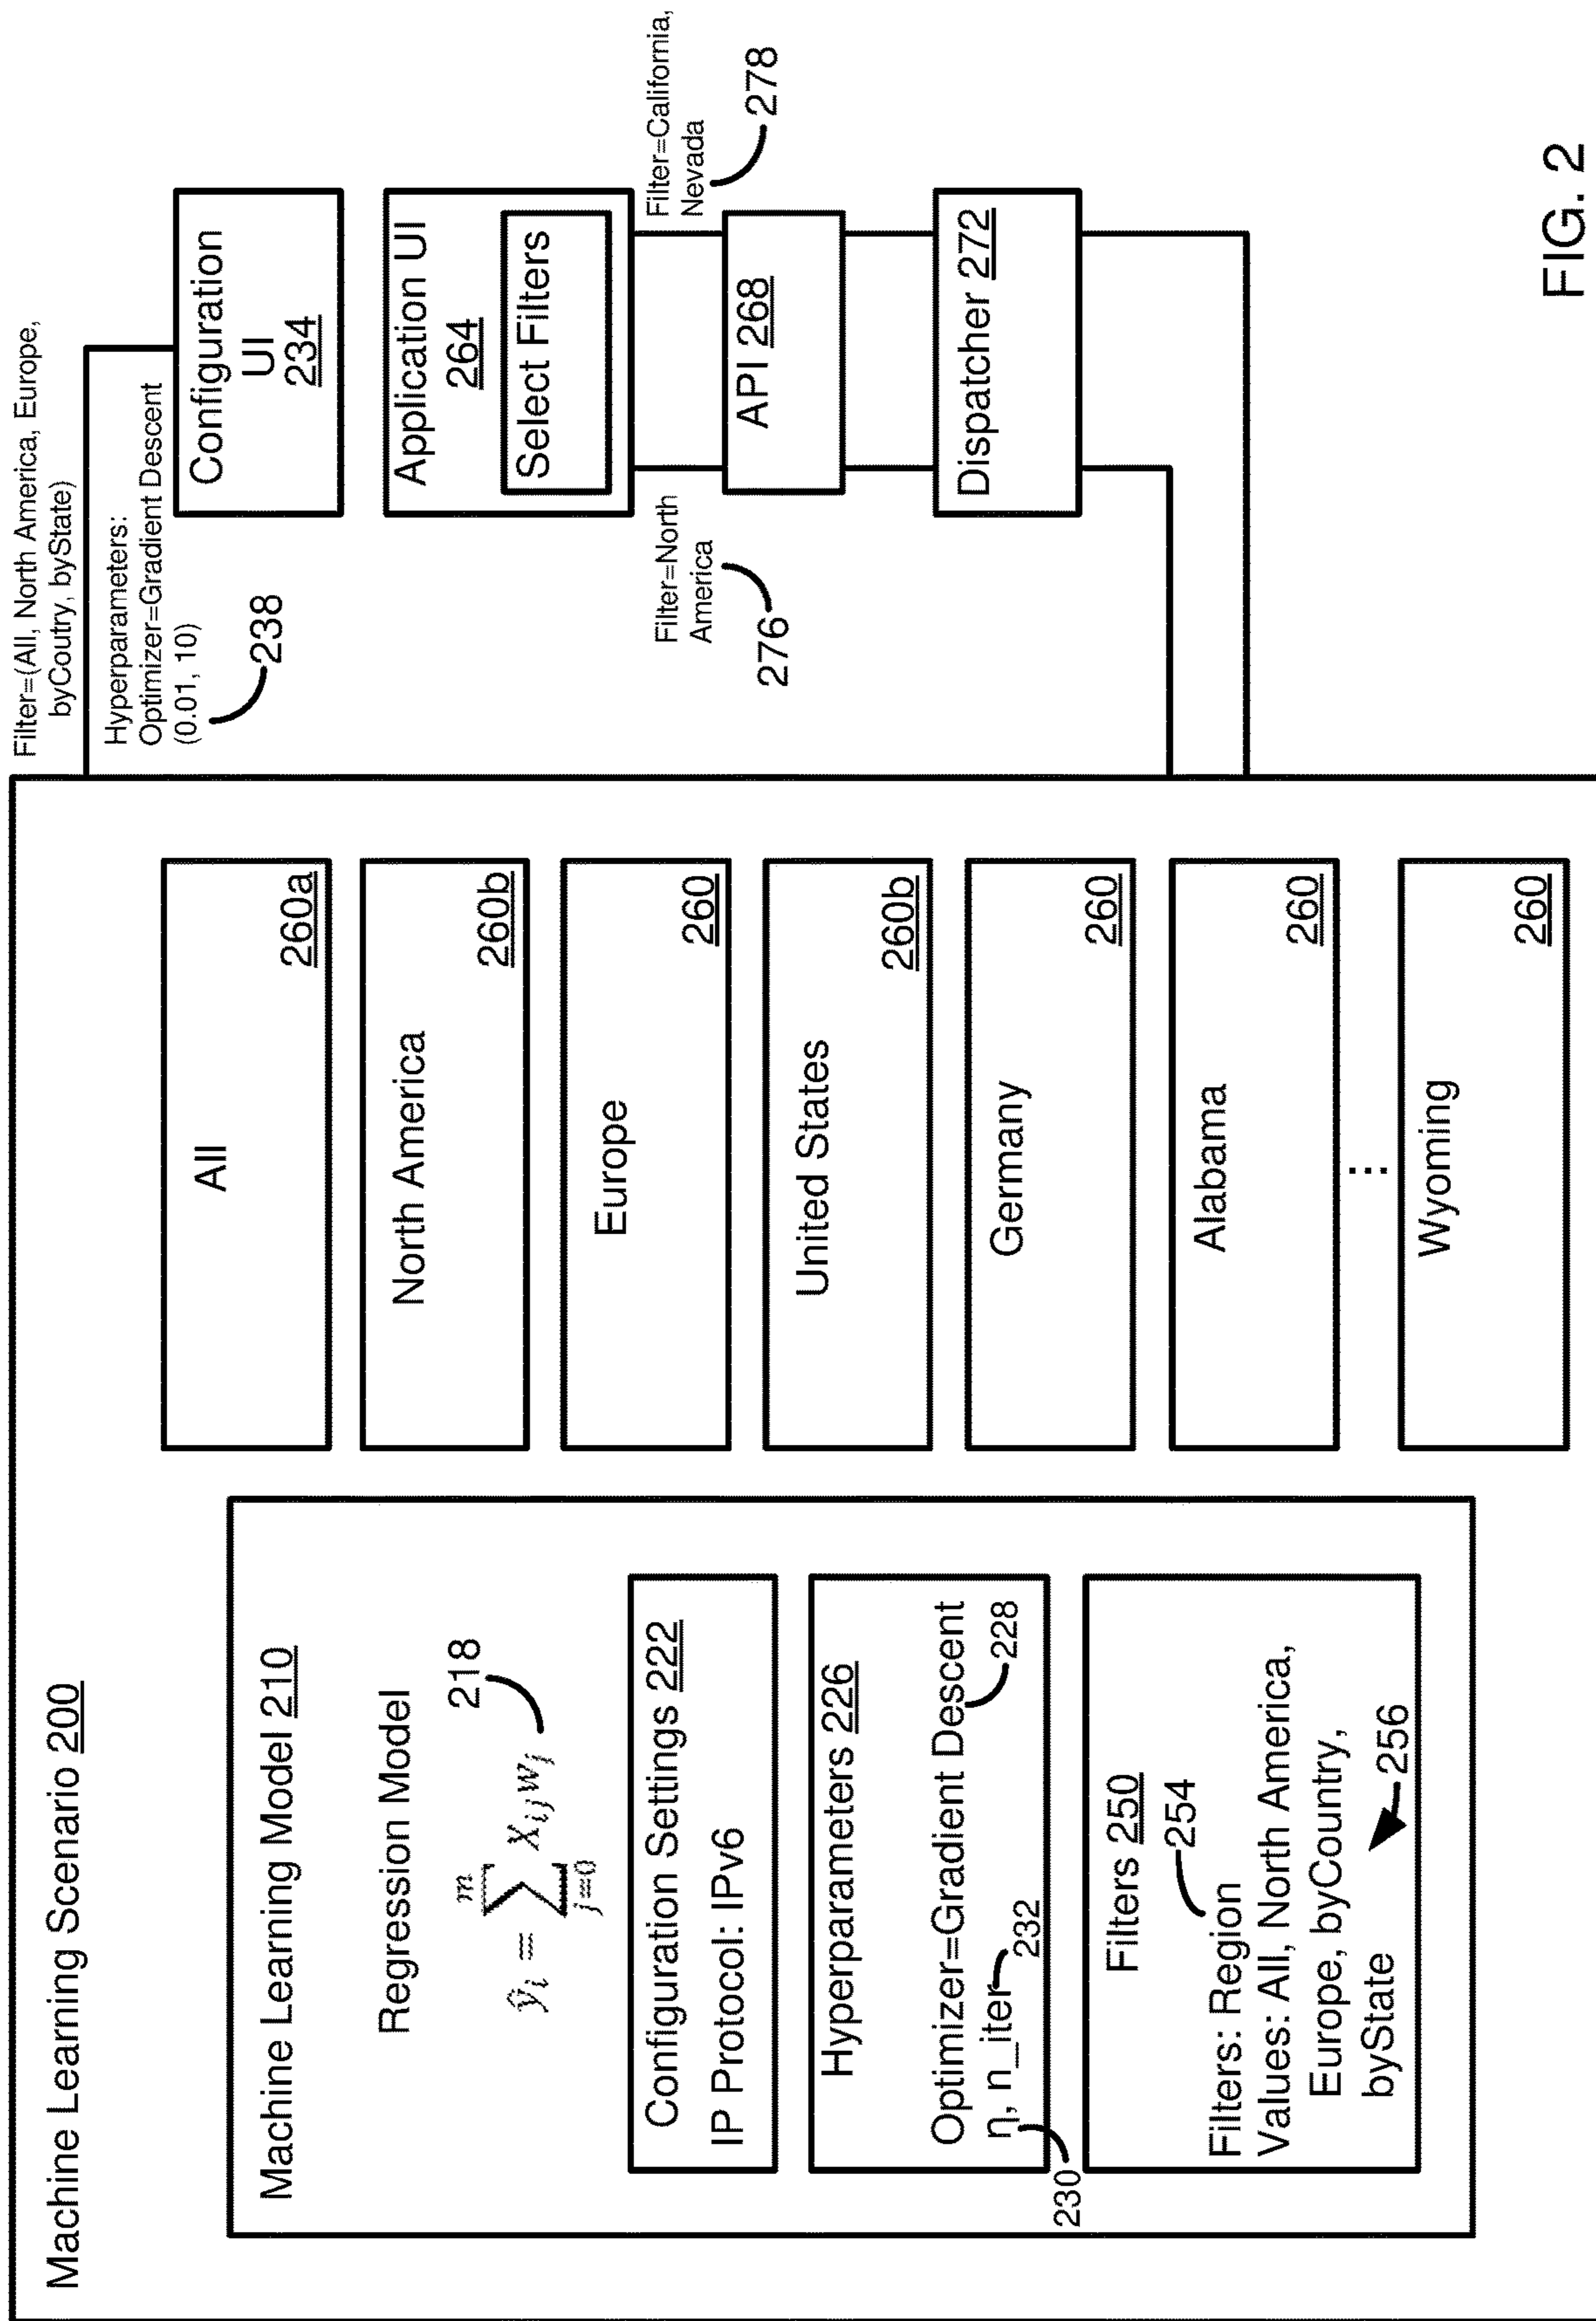 Machine Learning Scenario 200
Machine Learning Model 210
Regression Model
218
ŷᵢ = ∑ᵐⱼ₌₀ Xᵢⱼwⱼ
Configuration Settings 222
IP Protocol: IPv6
Hyperparameters 226
Optimizer=Gradient Descent
η, n_iter
228
232
230
Filters 250
254
Filters: Region
Values: All, North America,
Europe, byCountry,
byState
256
All
260a
North America
260b
Europe
260
United States
260b
Germany
260
Alabama
260
⋮
Wyoming
260
Filter=(All, North America, Europe,
byCoutry, byState)
Hyperparameters:
Optimizer=Gradient Descent
(0.01, 10)
238
Configuration
UI
234
Application UI
264
Select Filters
Filter=North
America
276
Filter=California,
Nevada
278
API 268
Dispatcher 272
FIG. 2